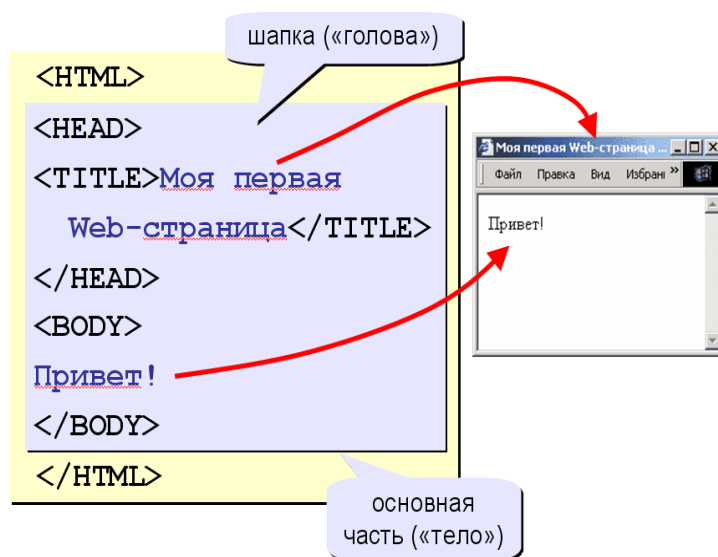 шапка («голова»)
<HTML>
<HEAD>
<TITLE>Моя первая
Web-страница</TITLE>
</HEAD>
<BODY>
Привет!
</BODY>
</HTML>
основная
часть («тело»)
Моя первая Web-страница ...
Файл Правка Вид Избранн »
Привет!